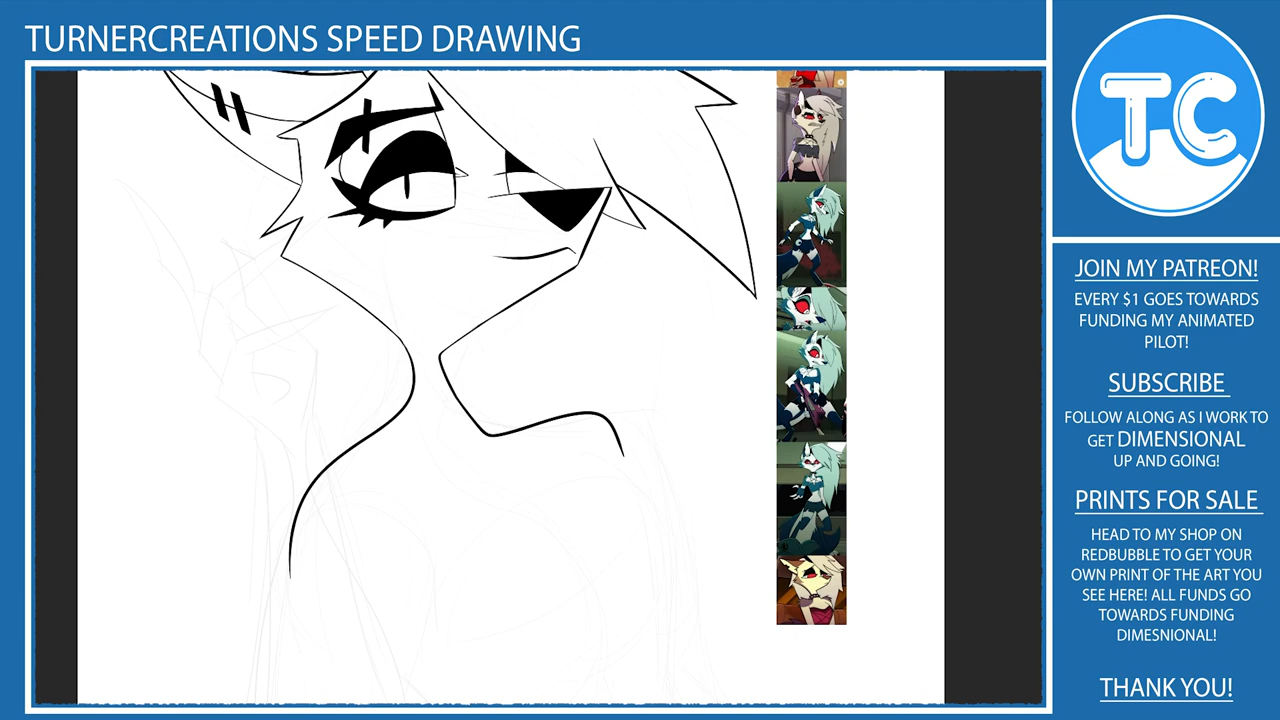 TURNERCREATIONS SPEED DRAWING
TC
JOIN MY PATREON!
EVERY $1 GOES TOWARDS
FUNDING MY ANIMATED
PILOT!
SUBSCRIBE
FOLLOW ALONG AS I WORK TO
GET DIMENSIONAL
UP AND GOING!
PRINTS FOR SALE
HEAD TO MY SHOP ON
REDBUBBLE TO GET YOUR
OWN PRINT OF THE ART YOU
SEE HERE! ALL FUNDS GO
TOWARDS FUNDING
DIMESNIONAL!
THANK YOU!